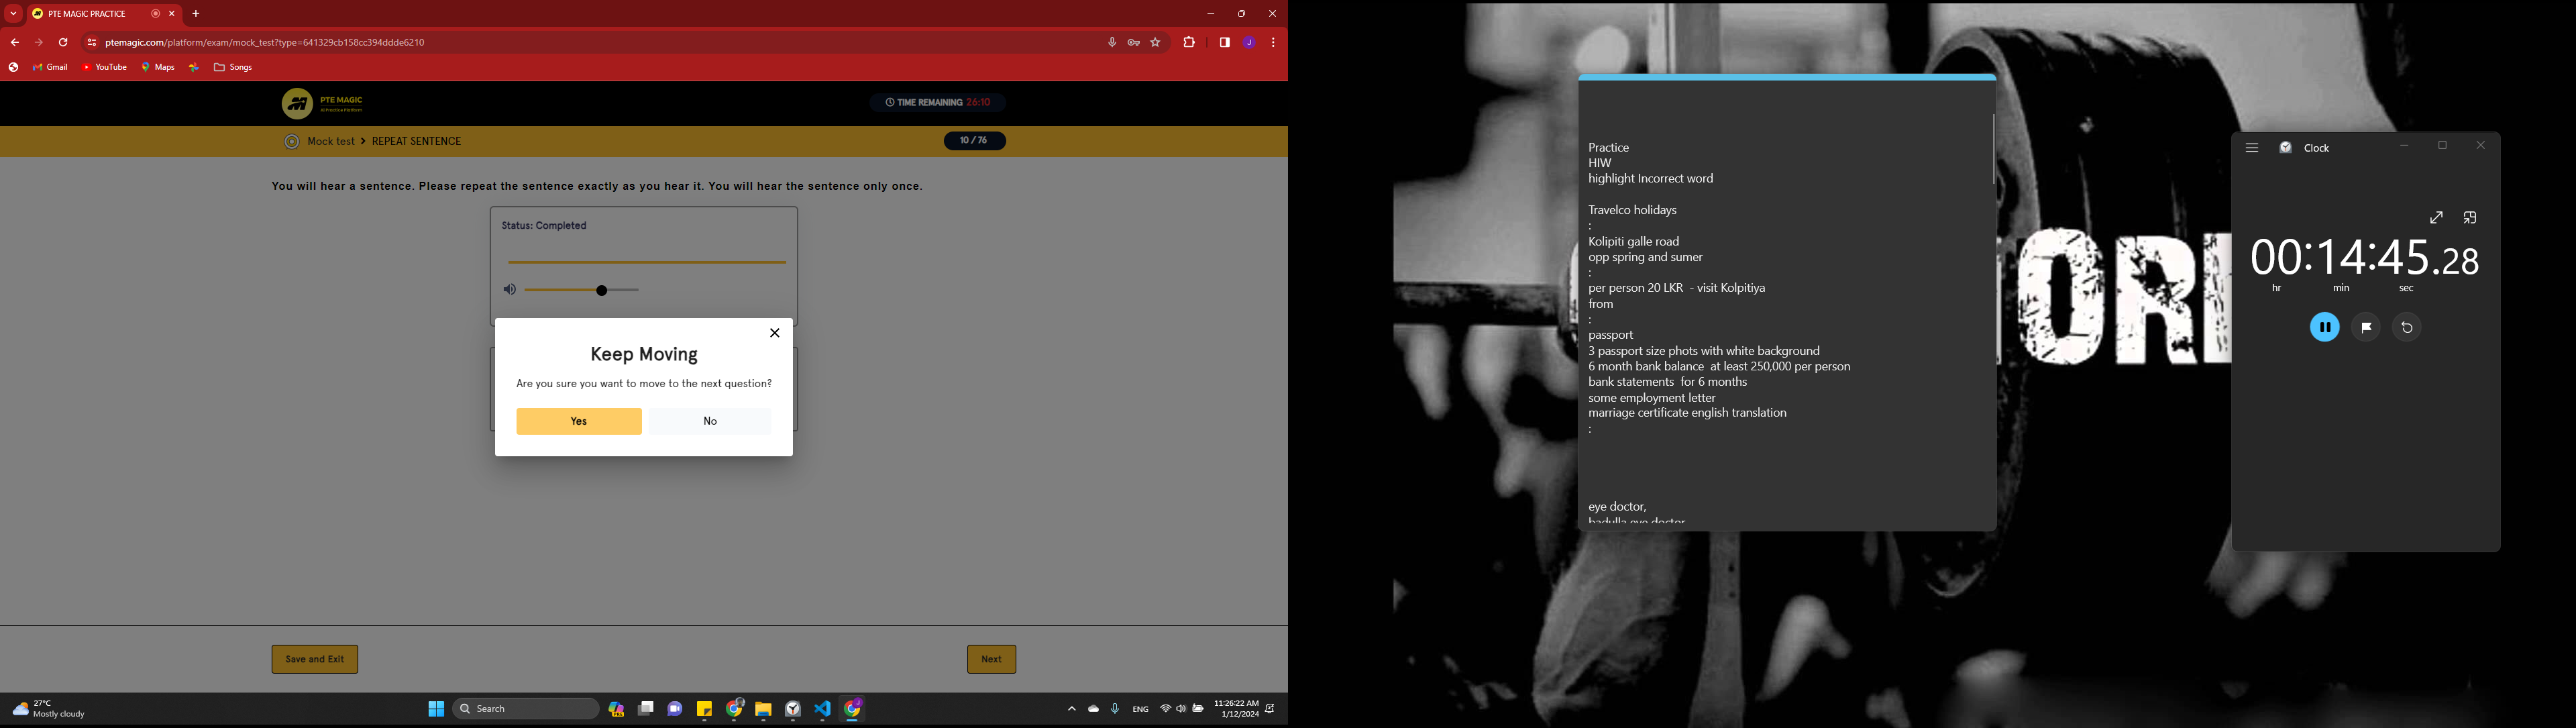 PTE MAGIC PRACTICE
ptemagic.com/platform/exam/mock_test?type=641329cb158cc394ddde6210
J
Gmail
YouTube
Maps
Songs
PTE MAGIC
AI Practice Platform
TIME REMAINING 26:10
Mock test > REPEAT SENTENCE
10 / 76
You will hear a sentence. Please repeat the sentence exactly as you hear it. You will hear the sentence only once.
Status: Completed
Keep Moving
Are you sure you want to move to the next question?
Yes
No
Save and Exit
Next
27°C
Mostly cloudy
Search
ENG
11:26:22 AM
1/12/2024
Practice
HIW
highlight Incorrect word
Travelco holidays
:
Kolipiti galle road
opp spring and sumer
:
per person 20 LKR - visit Kolpitiya
from
:
passport
3 passport size phots with white background
6 month bank balance at least 250,000 per person
bank statements for 6 months
some employment letter
marriage certificate english translation
:
eye doctor,
badulla eye doctor
Clock
00:14:45.28
hr
min
sec